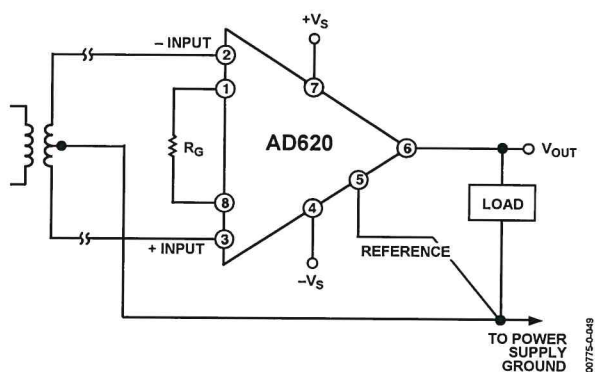 +VS
– INPUT
2
1
7
RG
AD620
6
VOUT
5
8
4
LOAD
3
+ INPUT
REFERENCE
–VS
TO POWER
SUPPLY
GROUND
00775-0-049